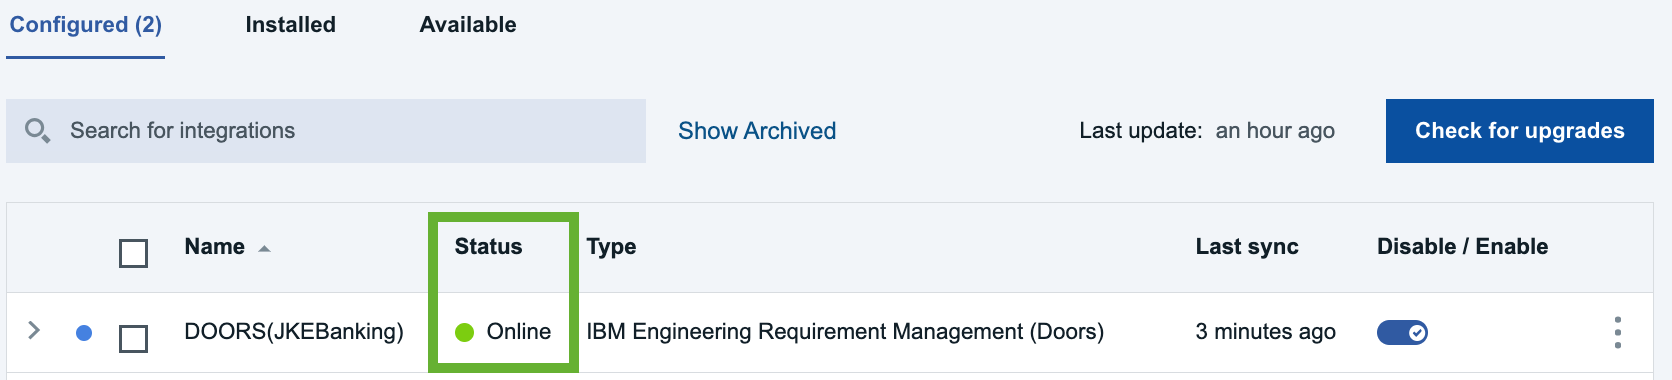 Configured (2) Installed Available
Search for integrations Show Archived Last update: an hour ago Check for upgrades
Name Status Type Last sync Disable / Enable
DOORS(JKEBanking) Online IBM Engineering Requirement Management (Doors) 3 minutes ago